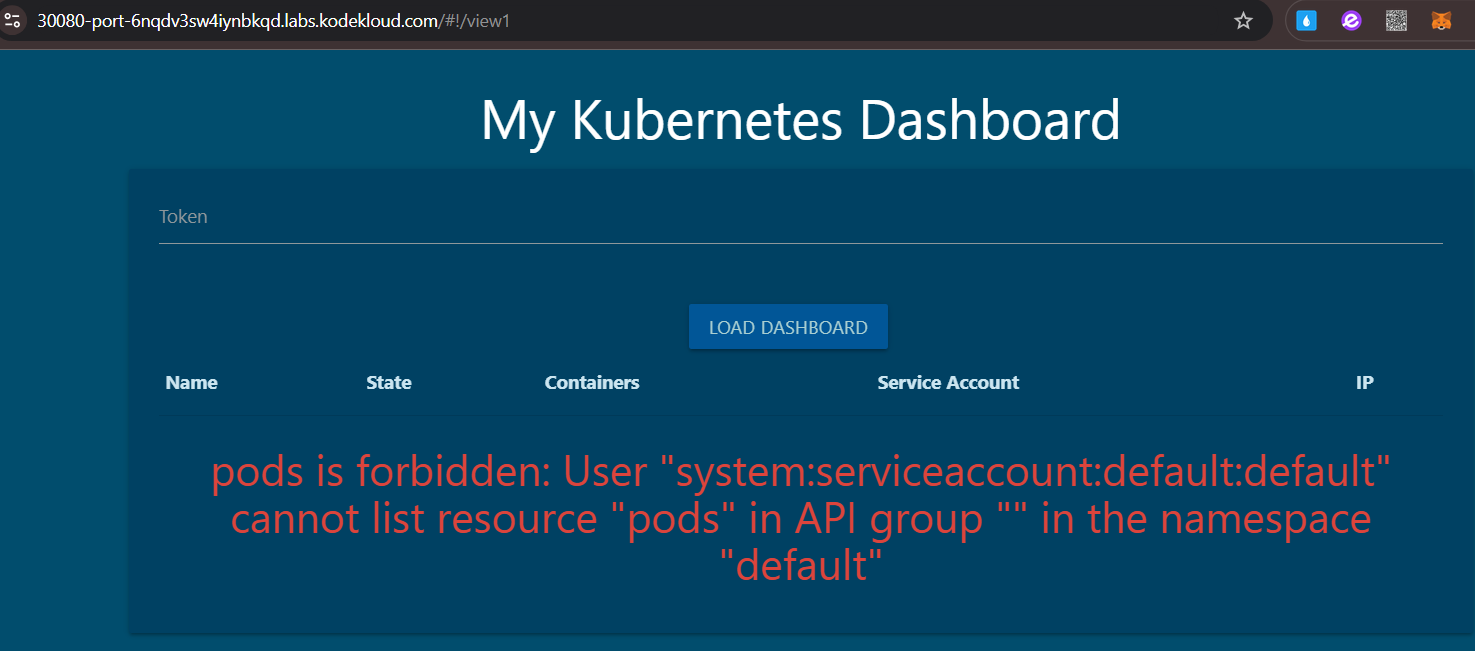 30080-port-6nqdv3sw4iynbkqd.labs.kodekloud.com/#!/view1
My Kubernetes Dashboard
Token
LOAD DASHBOARD
Name State Containers Service Account IP
pods is forbidden: User "system:serviceaccount:default:default"
cannot list resource "pods" in API group "" in the namespace
"default"